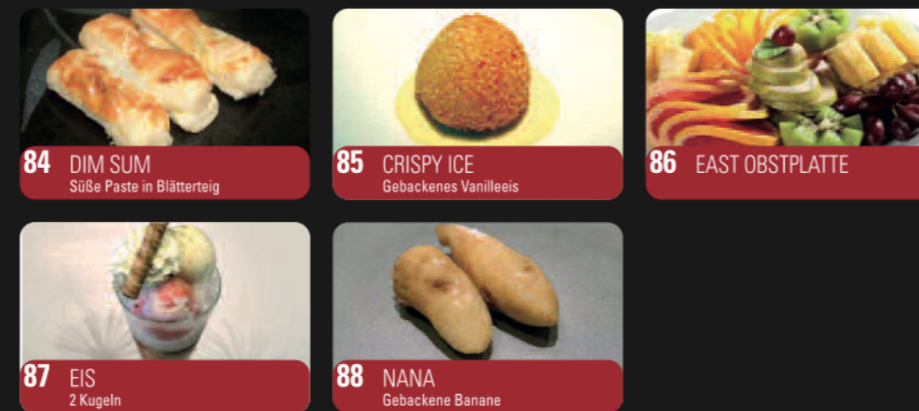 84 DIM SUM
Süße Paste in Blätterteig
85 CRISPY ICE
Gebackenes Vanilleeis
86 EAST OBSTPLATTE
87 EIS
2 Kugeln
88 NANA
Gebackene Banane